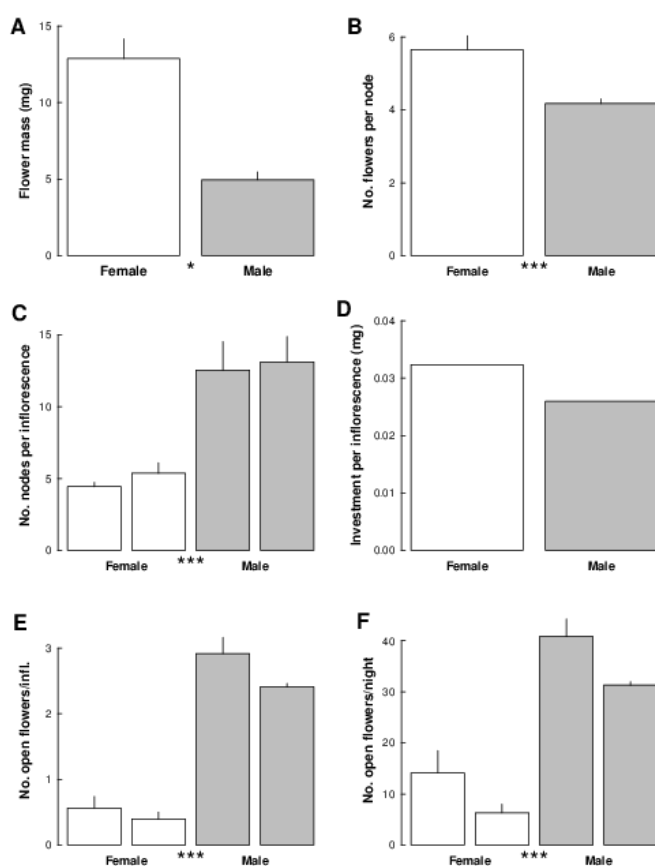 A
Flower mass (mg)
15
10
5
0
Female * Male
B
No. flowers per node
6
4
2
0
Female *** Male
C
No. nodes per inflorescence
15
10
5
0
Female *** Male
D
Investment per inflorescence (mg)
0.04
0.03
0.02
0.01
0.00
Female Male
E
No. open flowers/infl.
3
2
1
0
Female *** Male
F
No. open flowers/night
40
30
20
10
0
Female *** Male